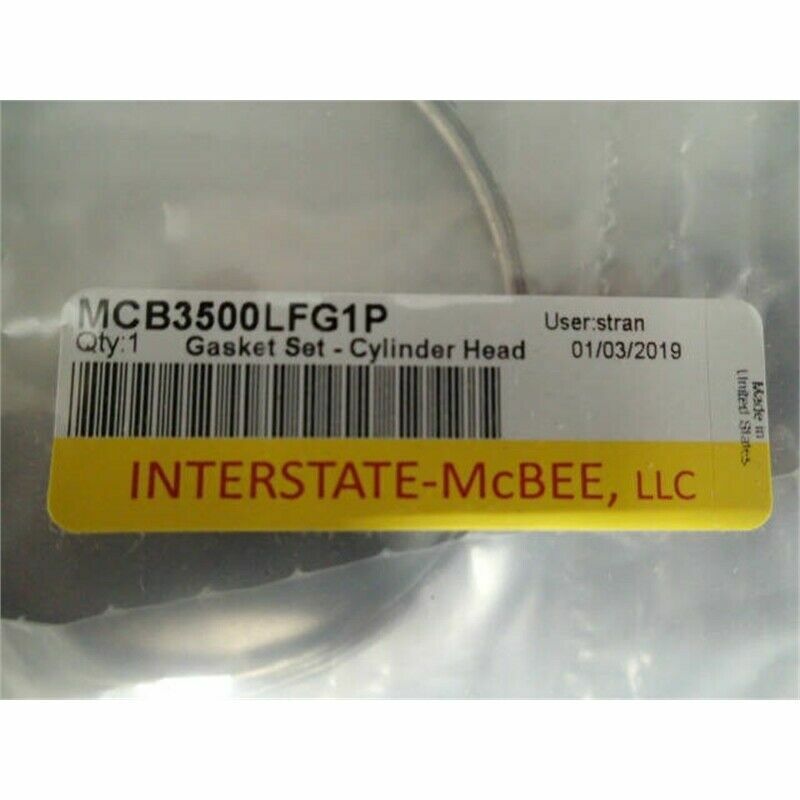 MCB3500LFG1P
User:stran
Qty:1 Gasket Set - Cylinder Head
01/03/2019
Made in
United States
INTERSTATE-McBEE, LLC